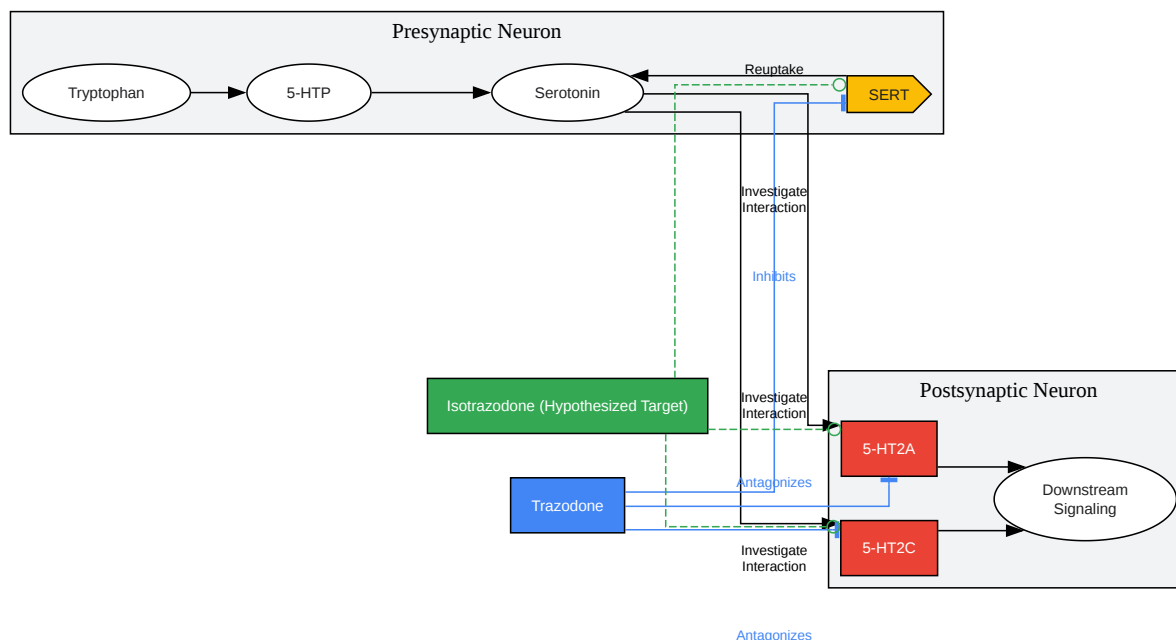 Presynaptic Neuron
Tryptophan
5-HTP
Serotonin
Reuptake
SERT
Investigate
Interaction
Inhibits
Postsynaptic Neuron
Isotrazodone (Hypothesized Target)
Investigate
Interaction
5-HT2A
Antagonizes
Trazodone
Downstream
Signaling
5-HT2C
Investigate
Interaction
Antagonizes